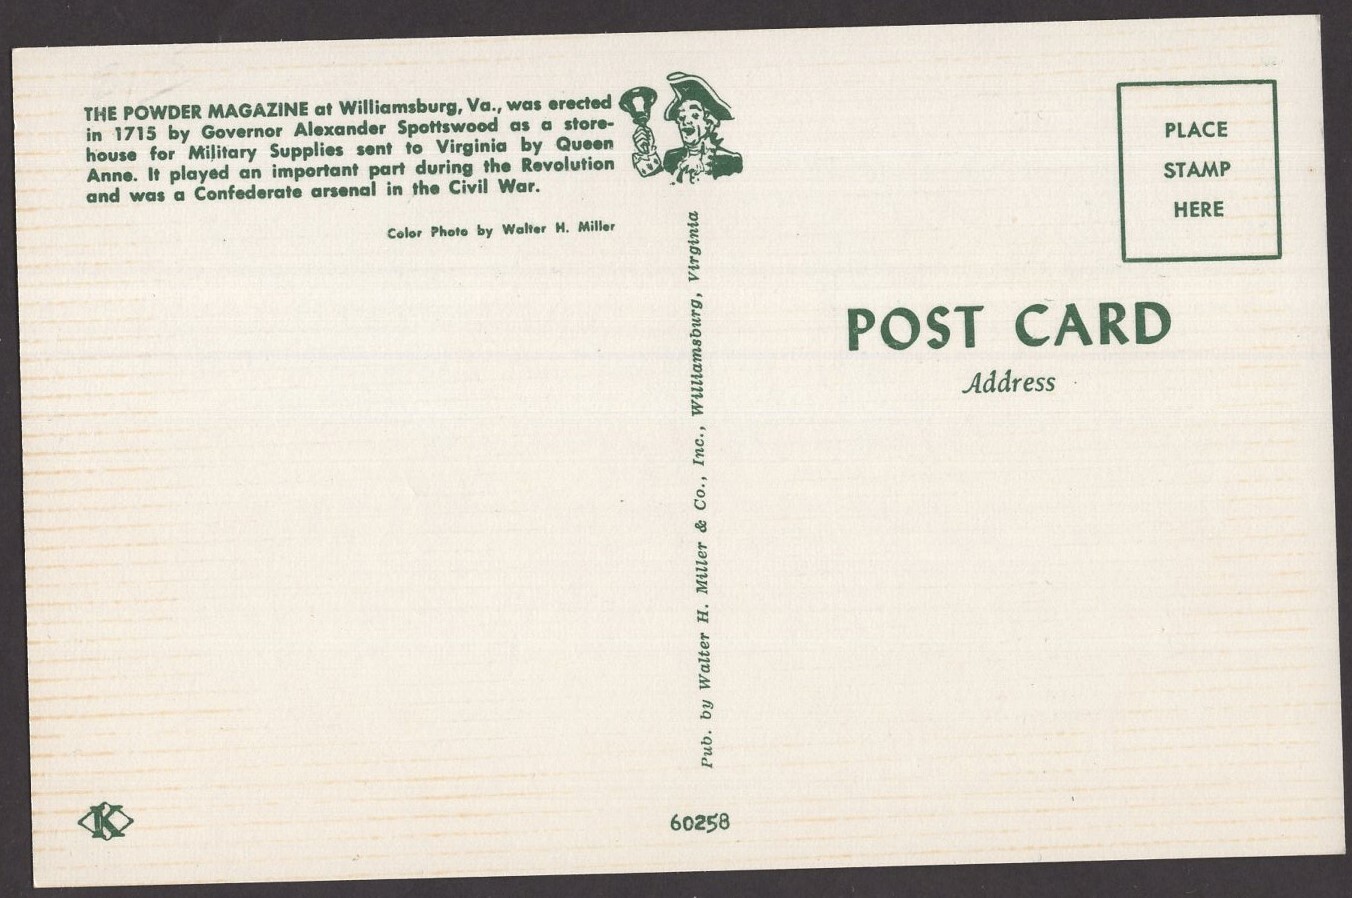 THE POWDER MAGAZINE at Williamsburg, Va., was erected
in 1715 by Governor Alexander Spottswood as a store-
house for Military Supplies sent to Virginia by Queen
Anne. It played an important part during the Revolution
and was a Confederate arsenal in the Civil War.
Color Photo by Walter H. Miller
Pub. by Walter H. Miller & Co., Inc., Williamsburg, Virginia
PLACE
STAMP
HERE
POST CARD
Address
K
60258